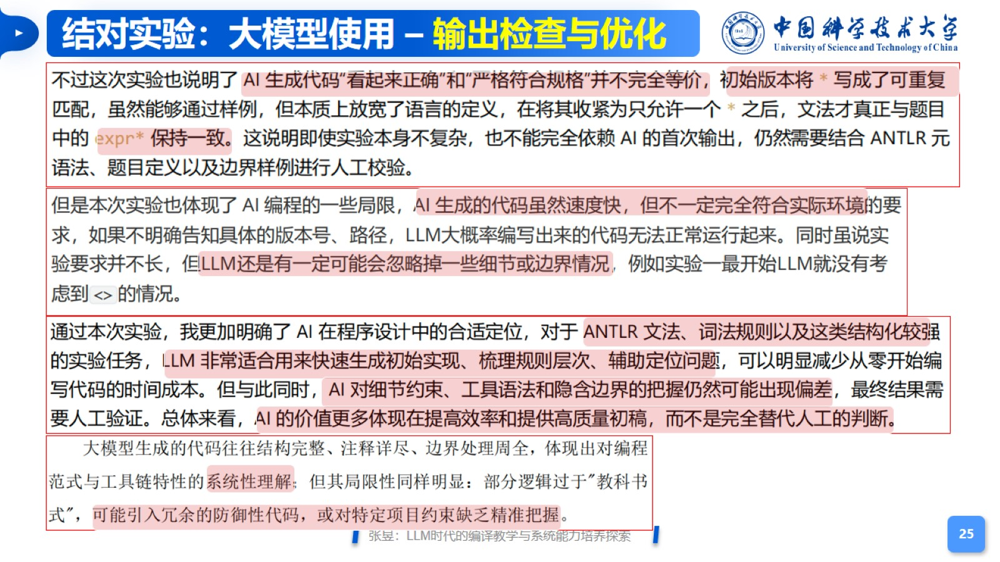 结对实验：大模型使用 – 输出检查与优化
中国科学技术大学
University of Science and Technology of China
不过这次实验也说明了 AI 生成代码“看起来正确”和“严格符合规格”并不完全等价，初始版本将 * 写成了可重复
匹配，虽然能够通过样例，但本质上放宽了语言的定义，在将其收紧为只允许一个 * 之后，文法才真正与题目
中的 expr* 保持一致。这说明即使实验本身不复杂，也不能完全依赖 AI 的首次输出，仍然需要结合 ANTLR 元
语法、题目定义以及边界样例进行人工校验。
但是本次实验也体现了 AI 编程的一些局限，AI 生成的代码虽然速度快，但不一定完全符合实际环境的要
求，如果不明确告知具体的版本号、路径，LLM大概率编写出来的代码无法正常运行起来。同时虽说实
验要求并不长，但LLM还是有一定可能会忽略掉一些细节或边界情况，例如实验一最开始LLM就没有考
虑到 <> 的情况。
通过本次实验，我更加明确了 AI 在程序设计中的合适定位，对于 ANTLR 文法、词法规则以及这类结构化较强
的实验任务，LLM 非常适合用来快速生成初始实现、梳理规则层次、辅助定位问题，可以明显减少从零开始编
写代码的时间成本。但与此同时，AI 对细节约束、工具语法和隐含边界的把握仍然可能出现偏差，最终结果需
要人工验证。总体来看，AI 的价值更多体现在提高效率和提供高质量初稿，而不是完全替代人工的判断。
大模型生成的代码往往结构完整、注释详尽、边界处理周全，体现出对编程
范式与工具链特性的系统性理解；但其局限性同样明显：部分逻辑过于"教科书
式"，可能引入冗余的防御性代码，或对特定项目约束缺乏精准把握。
张昱：LLM时代的编译教学与系统能力培养探索
25